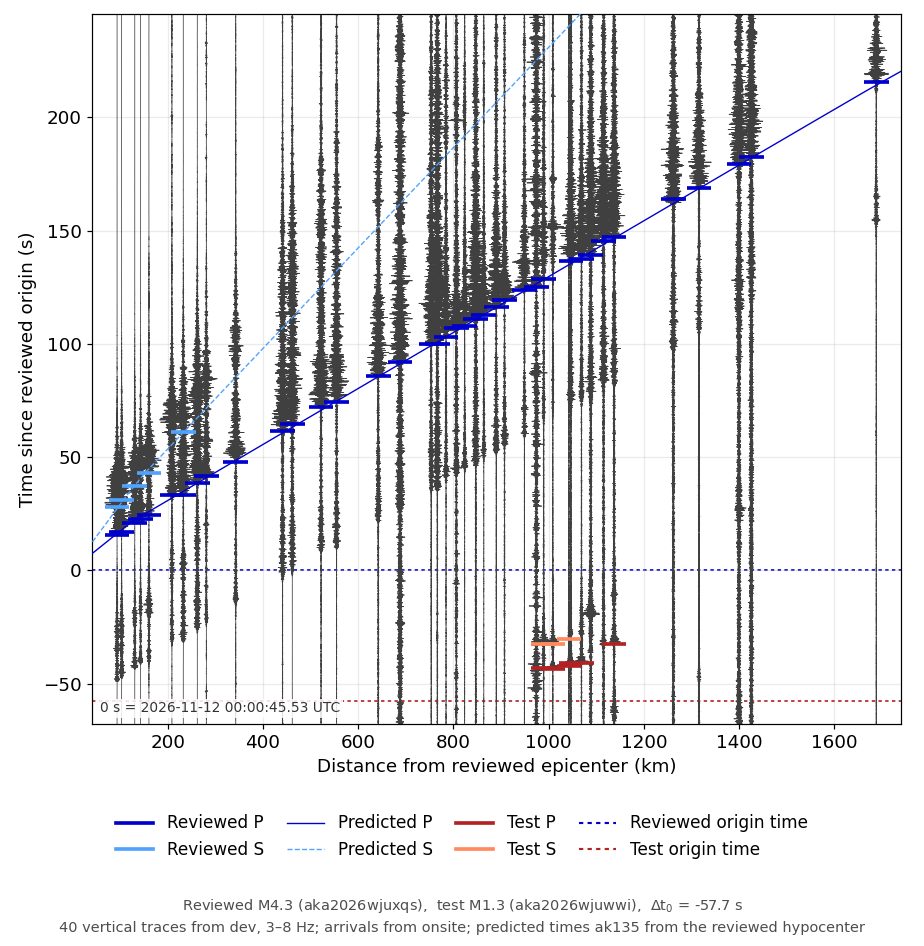 200
150
100
50
0
−50
Time since reviewed origin (s)
0 s = 2026-11-12 00:00:45.53 UTC
200 400 600 800 1000 1200 1400 1600
Distance from reviewed epicenter (km)
Reviewed P Predicted P Test P Reviewed origin time
Reviewed S Predicted S Test S Test origin time
Reviewed M4.3 (aka2026wjuxqs), test M1.3 (aka2026wjuwwi), Δt₀ = -57.7 s
40 vertical traces from dev, 3–8 Hz; arrivals from onsite; predicted times ak135 from the reviewed hypocenter